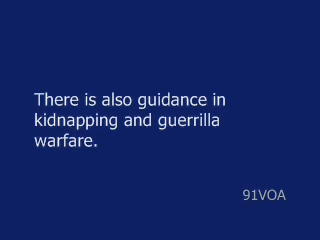 There is also guidance in
kidnapping and guerrilla
warfare.
91VOA